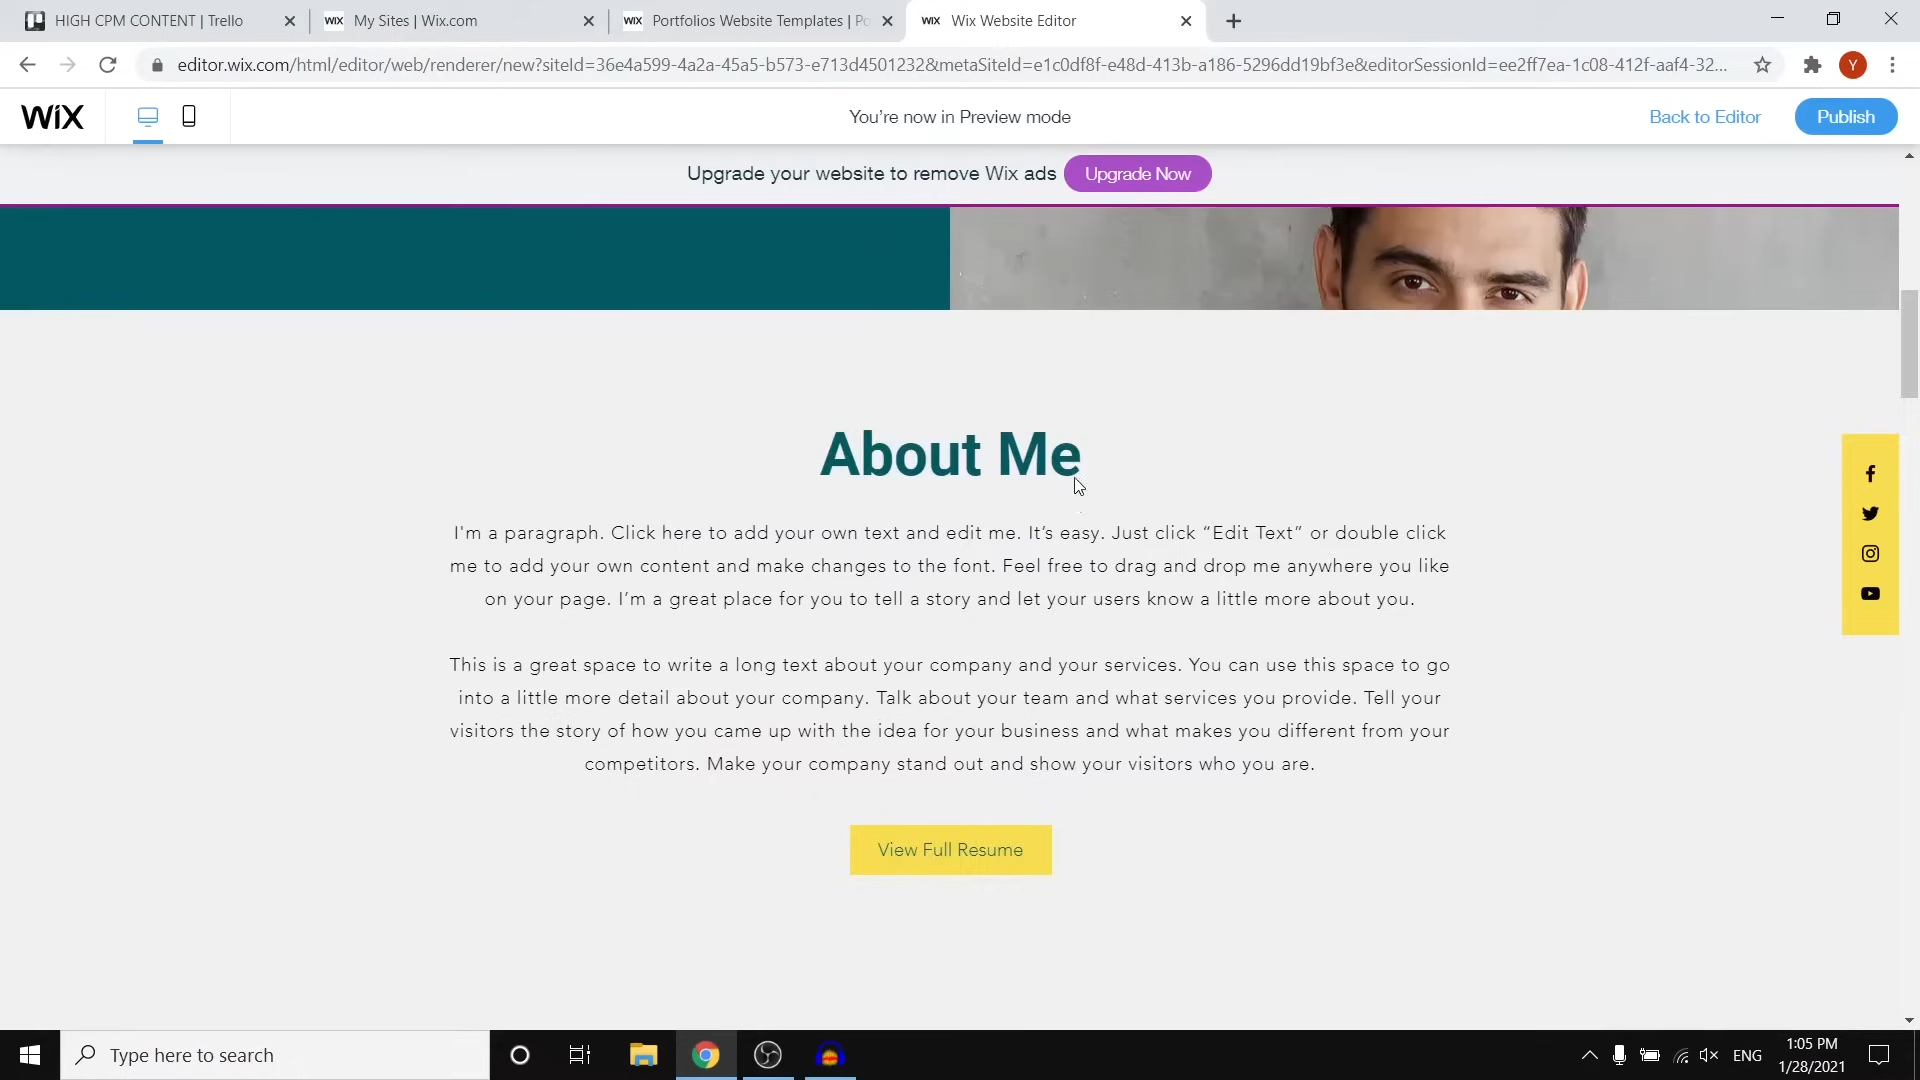 HIGH CPM CONTENT | Trello
WIX My Sites | Wix.com
WIX Portfolios Website Templates | Po
WIX Wix Website Editor
editor.wix.com/html/editor/web/renderer/new?siteId=36e4a599-4a2a-45a5-b573-e713d4501232&metaSiteId=e1c0df8f-e48d-413b-a186-5296dd19bf3e&editorSessionId=ee2ff7ea-1c08-412f-aaf4-32...
Y
WiX
You're now in Preview mode
Back to Editor
Publish
Upgrade your website to remove Wix ads
Upgrade Now
About Me
I'm a paragraph. Click here to add your own text and edit me. It’s easy. Just click “Edit Text” or double click
me to add your own content and make changes to the font. Feel free to drag and drop me anywhere you like
on your page. I’m a great place for you to tell a story and let your users know a little more about you.
This is a great space to write a long text about your company and your services. You can use this space to go
into a little more detail about your company. Talk about your team and what services you provide. Tell your
visitors the story of how you came up with the idea for your business and what makes you different from your
competitors. Make your company stand out and show your visitors who you are.
View Full Resume
Type here to search
ENG
1:05 PM
1/28/2021